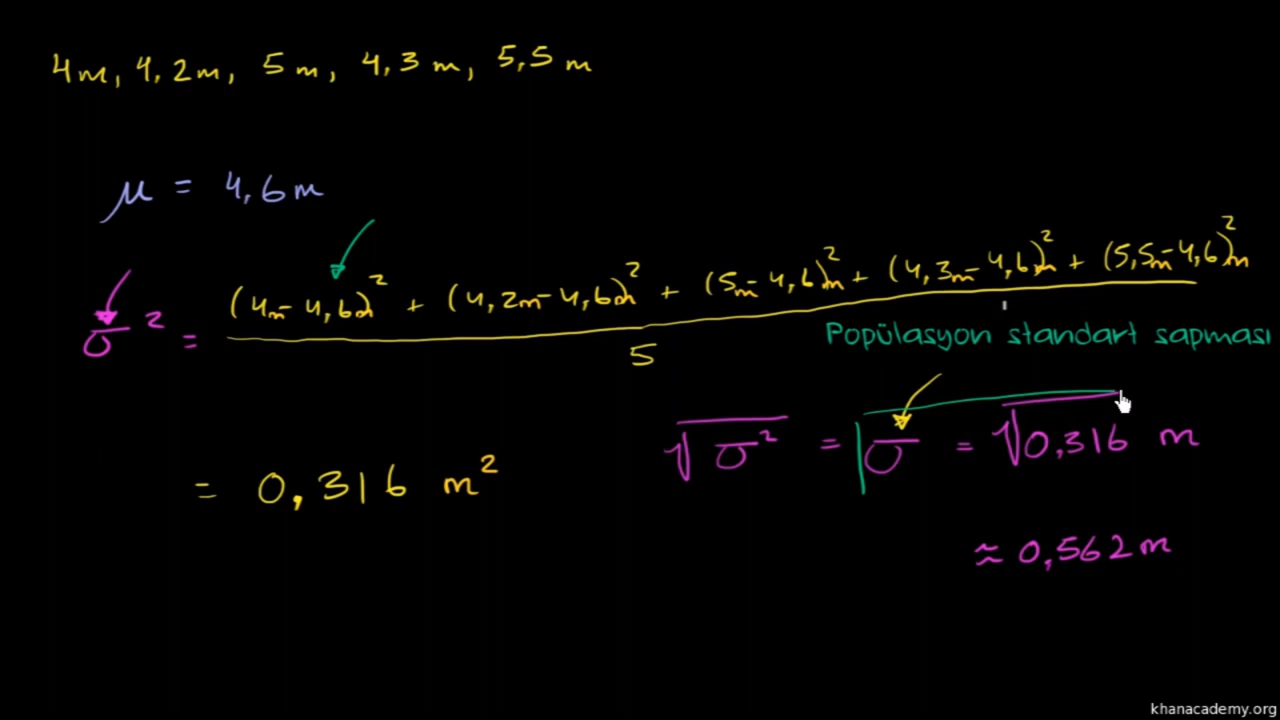 4m, 4,2m, 5m, 4,3m, 5,5m
μ = 4,6m
σ² = (4m - 4,6m)² + (4,2m - 4,6m)² + (5m - 4,6m)² + (4,3m - 4,6m)² + (5,5m - 4,6m)²
5
Popülasyon standart sapması
√σ² = σ = √0,316 m
= 0,316 m²
≈ 0,562m
khanacademy.org